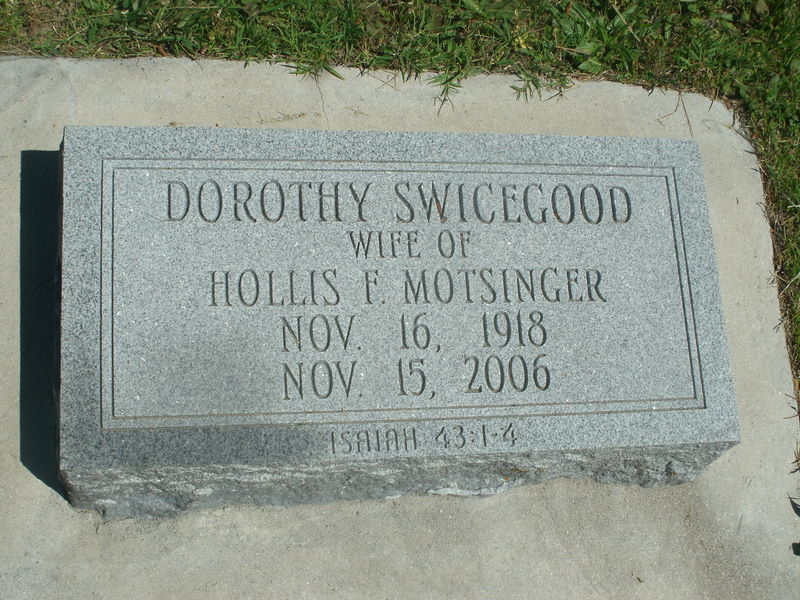 DOROTHY SWICEGOOD
WIFE OF
HOLLIS F. MOTSINGER
NOV. 16, 1918
NOV. 15, 2006
ISAIAH 43:1-4